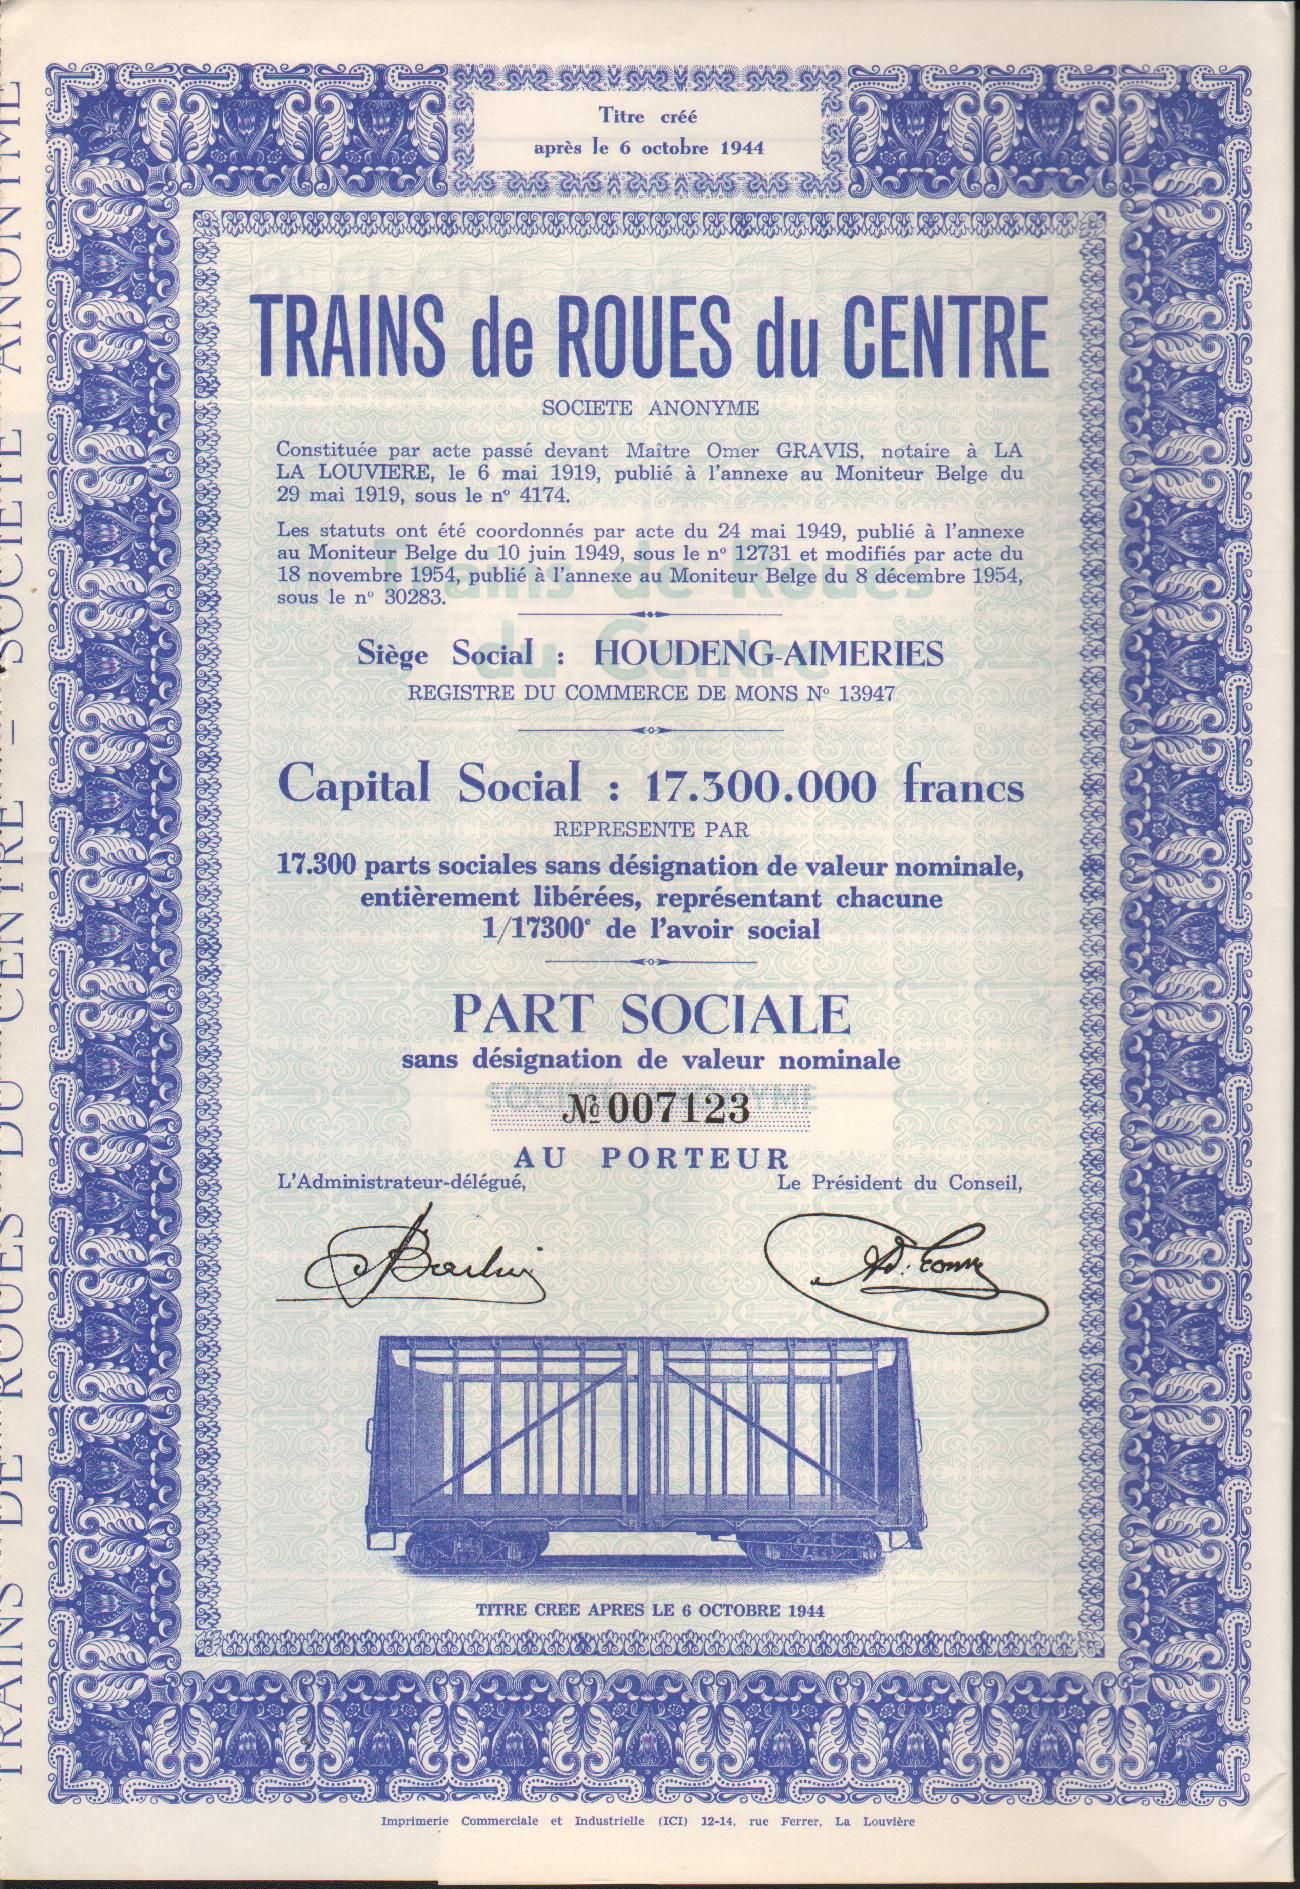 Titre créé
après le 6 octobre 1944
TRAINS de ROUES du CENTRE
SOCIETE ANONYME
Constituée par acte passé devant Maître Omer GRAVIS, notaire à LA
LA LOUVIERE, le 6 mai 1919, publié à l'annexe au Moniteur Belge du
29 mai 1919, sous le nº 4174.
Les statuts ont été coordonnés par acte du 24 mai 1949, publié à l'annexe
au Moniteur Belge du 10 juin 1949, sous le nº 12731 et modifiés par acte du
18 novembre 1954, publié à l'annexe au Moniteur Belge du 8 décembre 1954,
sous le nº 30283.
Trains de Roues
du Centre
Siège Social : HOUDENG-AIMERIES
REGISTRE DU COMMERCE DE MONS Nº 13947
Capital Social : 17.300.000 francs
REPRESENTE PAR
17.300 parts sociales sans désignation de valeur nominale,
entièrement libérées, représentant chacune
1/17300e de l'avoir social
PART SOCIALE
sans désignation de valeur nominale
SOCIÉTÉ ANONYME
Nº 007123
AU PORTEUR
L'Administrateur-délégué,
Le Président du Conseil,
TITRE CREE APRES LE 6 OCTOBRE 1944
Imprimerie Commerciale et Industrielle (ICI) 12-14, rue Ferrer, La Louvière
TRAINS DE ROUES DU CENTRE - SOCIETE ANONYME